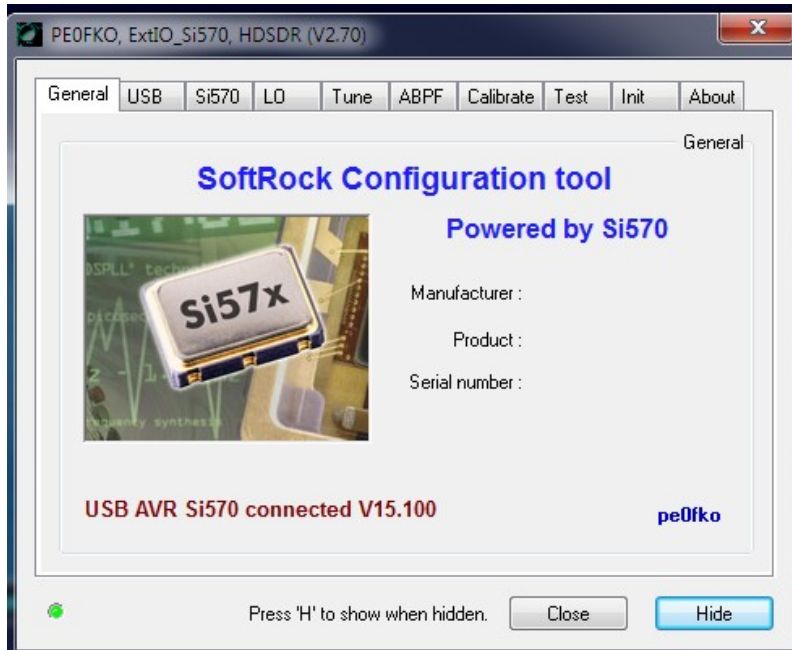 PE0FKO, ExtIO_Si570, HDSDR (V2.70)
x
General USB Si570 LO Tune ABPF Calibrate Test Init About
General
SoftRock Configuration tool
Powered by Si570
DSPLL
Si57x
Manufacturer :
Product :
Serial number :
USB AVR Si570 connected V15.100
pe0fko
Press 'H' to show when hidden. Close Hide